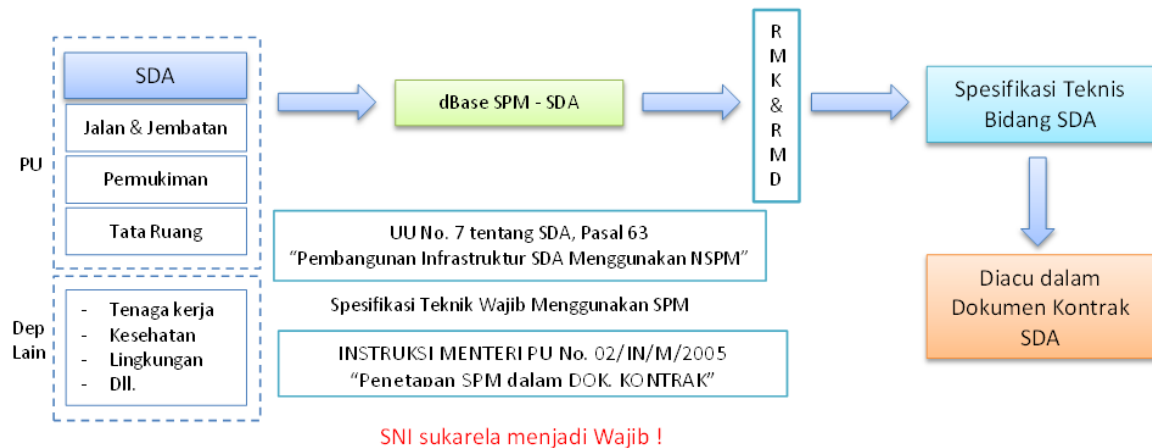 PU
SDA
Jalan & Jembatan
Permukiman
Tata Ruang
Dep
Lain
- Tenaga kerja
- Kesehatan
- Lingkungan
- Dll.
dBase SPM - SDA
R
M
K
&
R
M
D
Spesifikasi Teknis
Bidang SDA
Diacu dalam
Dokumen Kontrak
SDA
UU No. 7 tentang SDA, Pasal 63
“Pembangunan Infrastruktur SDA Menggunakan NSPM”
Spesifikasi Teknik Wajib Menggunakan SPM
INSTRUKSI MENTERI PU No. 02/IN/M/2005
“Penetapan SPM dalam DOK. KONTRAK”
SNI sukarela menjadi Wajib !